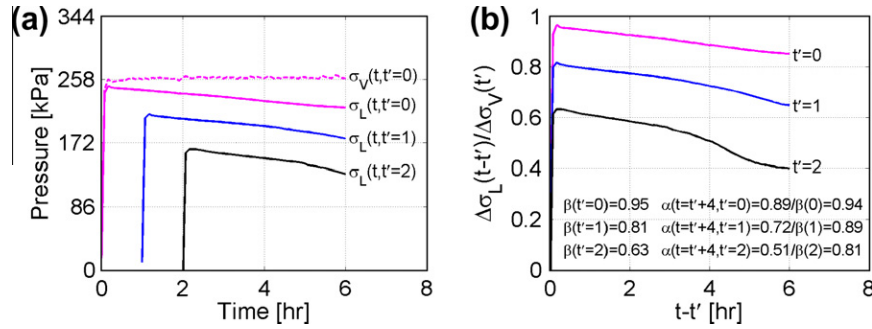 (a)
344
258
172
86
0
Pressure [kPa]
σV(t,t′=0)
σL(t,t′=0)
σL(t,t′=1)
σL(t,t′=2)
0 2 4 6 8
Time [hr]
(b)
1
0.8
0.6
0.4
0.2
0
ΔσL(t-t′)/ΔσV(t′)
t′=0
t′=1
t′=2
β(t′=0)=0.95 α(t=t′+4,t′=0)=0.89/β(0)=0.94
β(t′=1)=0.81 α(t=t′+4,t′=1)=0.72/β(1)=0.89
β(t′=2)=0.63 α(t=t′+4,t′=2)=0.51/β(2)=0.81
0 2 4 6 8
t-t′ [hr]